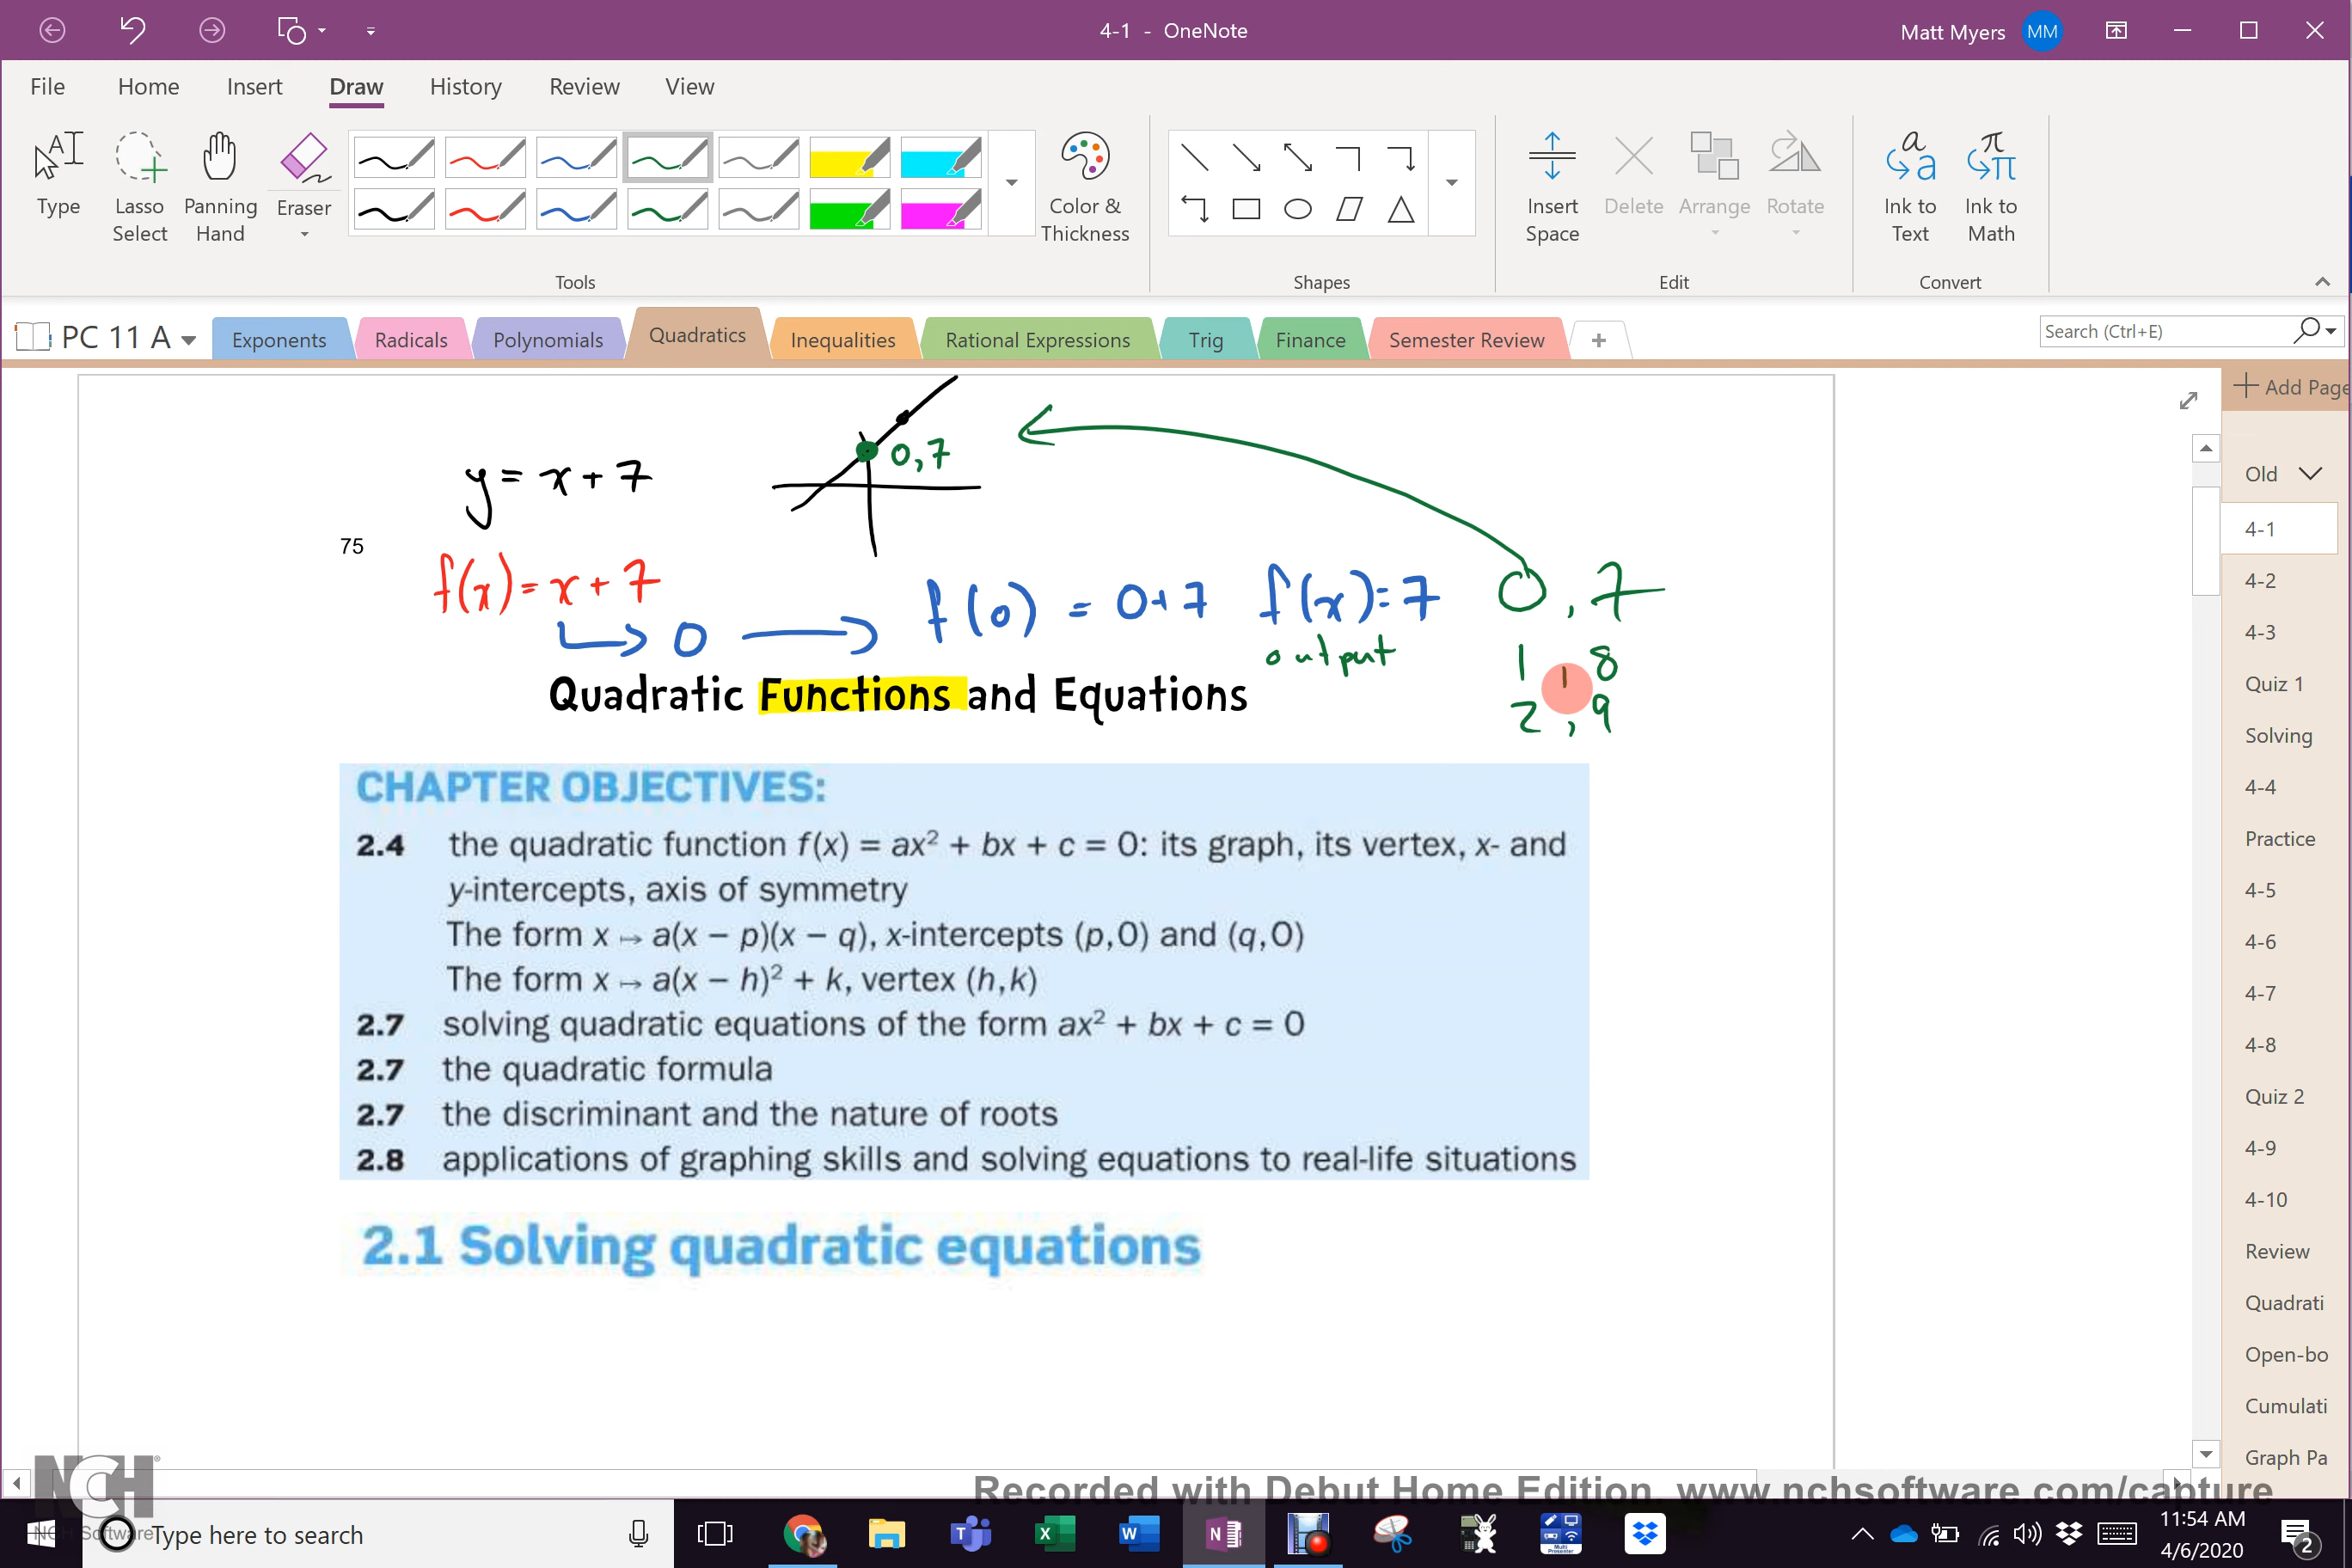 4-1 - OneNote
Matt Myers MM
File Home Insert Draw History Review View
Type
Lasso Select
Panning Hand
Eraser
Color & Thickness
Insert Space
Delete
Arrange
Rotate
Ink to Text
Ink to Math
Tools
Shapes
Edit
Convert
PC 11 A
Exponents Radicals Polynomials Quadratics Inequalities Rational Expressions Trig Finance Semester Review +
Search (Ctrl+E)
Add Page
Old
4-1
4-2
4-3
Quiz 1
Solving
4-4
Practice
4-5
4-6
4-7
4-8
Quiz 2
4-9
4-10
Review
Quadrati
Open-bo
Cumulati
Graph Pa
y = x + 7
0,7
75
f(x) = x + 7
0
f(0) = 0+7 f(x)=7
output
0, 7
1, 8
2, 9
Quadratic Functions and Equations
CHAPTER OBJECTIVES:
2.4 the quadratic function f(x) = ax² + bx + c = 0: its graph, its vertex, x- and
y-intercepts, axis of symmetry
The form x ↦ a(x − p)(x − q), x-intercepts (p,0) and (q,0)
The form x ↦ a(x − h)² + k, vertex (h,k)
2.7 solving quadratic equations of the form ax² + bx + c = 0
2.7 the quadratic formula
2.7 the discriminant and the nature of roots
2.8 applications of graphing skills and solving equations to real-life situations
2.1 Solving quadratic equations
NCH®
NCH Software
Recorded with Debut Home Edition. www.nchsoftware.com/capture
Type here to search
11:54 AM
4/6/2020
2